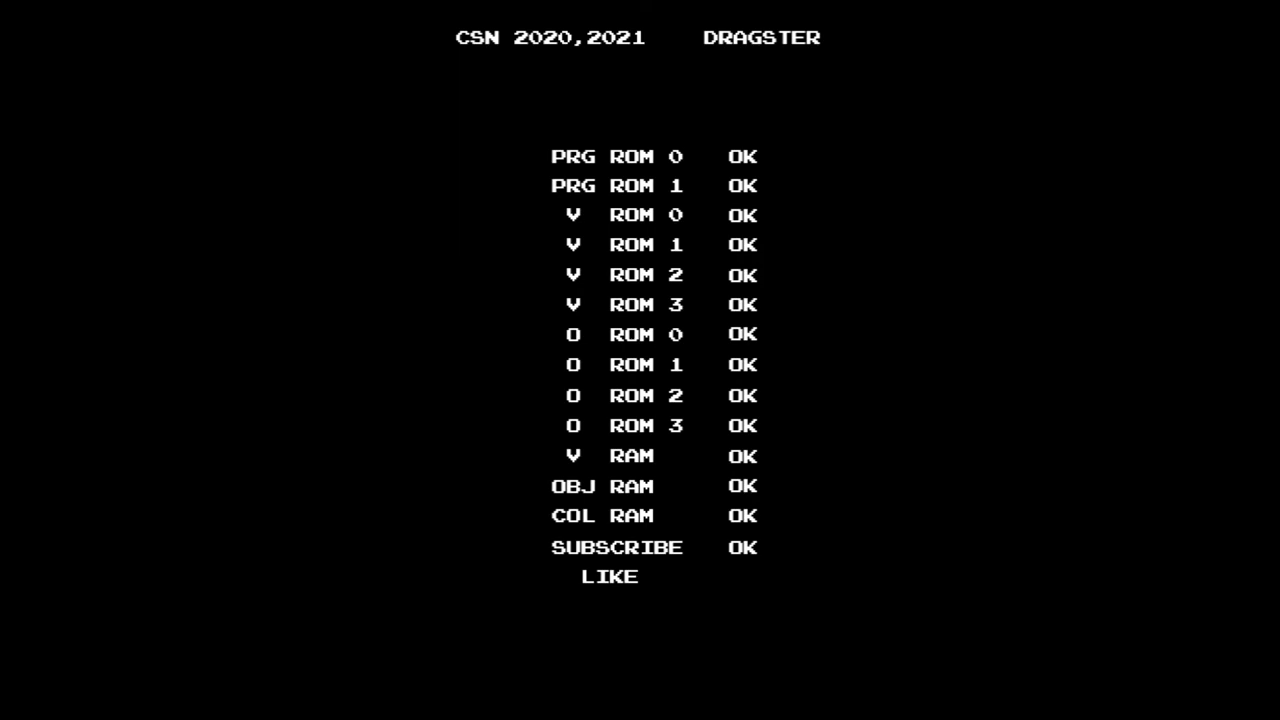 CSN 2020,2021 DRAGSTER
PRG ROM 0 OK
PRG ROM 1 OK
V ROM 0 OK
V ROM 1 OK
V ROM 2 OK
V ROM 3 OK
O ROM 0 OK
O ROM 1 OK
O ROM 2 OK
O ROM 3 OK
V RAM OK
OBJ RAM OK
COL RAM OK
SUBSCRIBE OK
LIKE